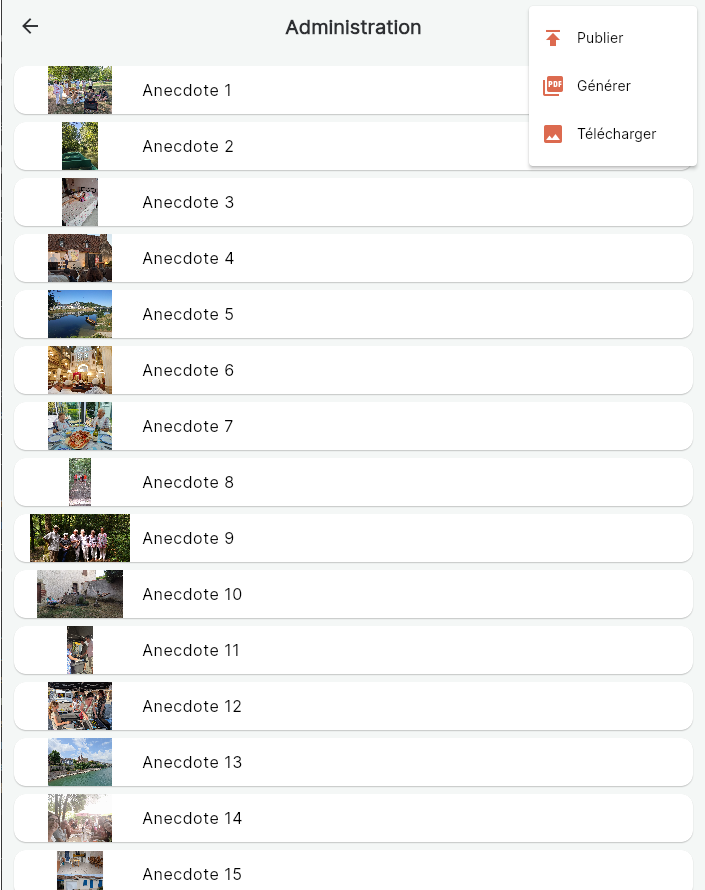 Administration
Publier
PDF
Générer
Télécharger
Anecdote 1
Anecdote 2
Anecdote 3
Anecdote 4
Anecdote 5
Anecdote 6
Anecdote 7
Anecdote 8
Anecdote 9
Anecdote 10
Anecdote 11
Anecdote 12
Anecdote 13
Anecdote 14
Anecdote 15